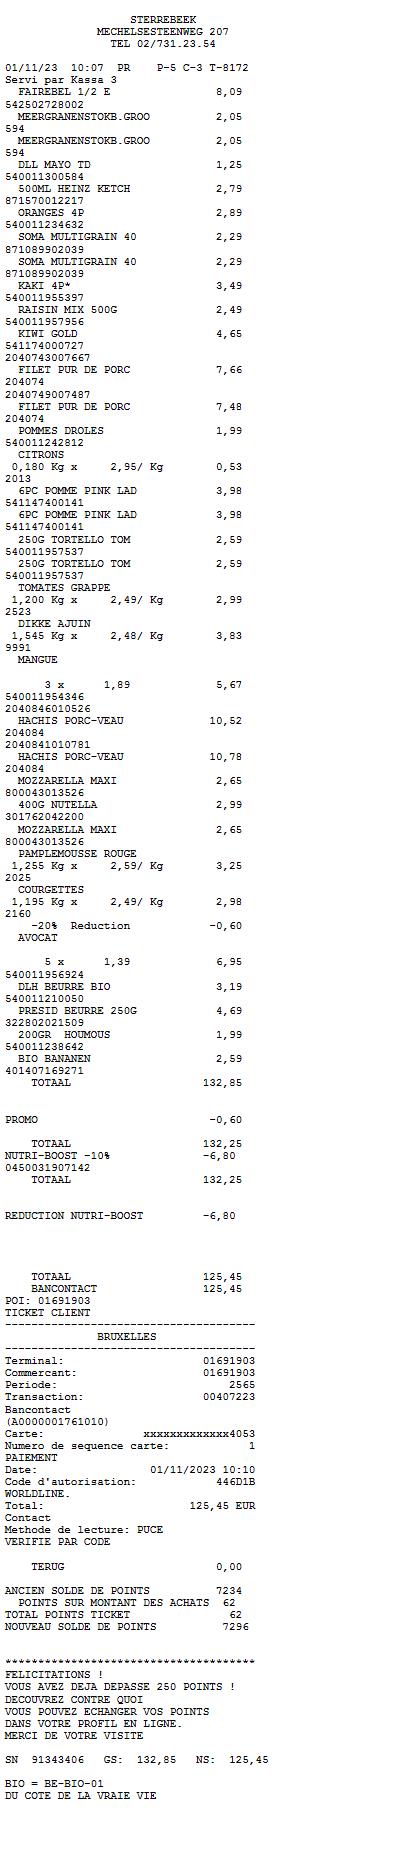 STERREBEEK
MECHELSESTEENWEG 207
TEL 02/731.23.54
01/11/23  10:07  PR    P-5 C-3 T-8172
Servi par Kassa 3
FAIREBEL 1/2 E 8,09
542502728002
MEERGRANENSTOKB.GROO 2,05
594
MEERGRANENSTOKB.GROO 2,05
594
DLL MAYO TD 1,25
540011300584
500ML HEINZ KETCH 2,79
871570012217
ORANGES 4P 2,89
540011234632
SOMA MULTIGRAIN 40 2,29
871089902039
SOMA MULTIGRAIN 40 2,29
871089902039
KAKI 4P* 3,49
540011955397
RAISIN MIX 500G 2,49
540011957956
KIWI GOLD 4,65
541174000727
2040743007667
FILET PUR DE PORC 7,66
204074
2040749007487
FILET PUR DE PORC 7,48
204074
POMMES DROLES 1,99
540011242812
CITRONS
0,180 Kg x 2,95/ Kg 0,53
2013
6PC POMME PINK LAD 3,98
541147400141
6PC POMME PINK LAD 3,98
541147400141
250G TORTELLO TOM 2,59
540011957537
250G TORTELLO TOM 2,59
540011957537
TOMATES GRAPPE
1,200 Kg x 2,49/ Kg 2,99
2523
DIKKE AJUIN
1,545 Kg x 2,48/ Kg 3,83
9991
MANGUE
3 x 1,89 5,67
540011954346
2040846010526
HACHIS PORC-VEAU 10,52
204084
2040841010781
HACHIS PORC-VEAU 10,78
204084
MOZZARELLA MAXI 2,65
800043013526
400G NUTELLA 2,99
301762042200
MOZZARELLA MAXI 2,65
800043013526
PAMPLEMOUSSE ROUGE
1,255 Kg x 2,59/ Kg 3,25
2025
COURGETTES
1,195 Kg x 2,49/ Kg 2,98
2160
-20% Reduction -0,60
AVOCAT
5 x 1,39 6,95
540011956924
DLH BEURRE BIO 3,19
540011210050
PRESID BEURRE 250G 4,69
322802021509
200GR  HOUMOUS 1,99
540011238642
BIO BANANEN 2,59
401407169271
TOTAAL 132,85
PROMO -0,60
TOTAAL 132,25
NUTRI-BOOST -10% -6,80
0450031907142
TOTAAL 132,25
REDUCTION NUTRI-BOOST -6,80
TOTAAL 125,45
BANCONTACT 125,45
POI: 01691903
TICKET CLIENT
--------------------------------------
BRUXELLES
--------------------------------------
Terminal: 01691903
Commercant: 01691903
Periode: 2565
Transaction: 00407223
Bancontact
(A0000001761010)
Carte: xxxxxxxxxxxxx4053
Numero de sequence carte: 1
PAIEMENT
Date: 01/11/2023 10:10
Code d'autorisation: 446D1B
WORLDLINE.
Total: 125,45 EUR
Contact
Methode de lecture: PUCE
VERIFIE PAR CODE
TERUG 0,00
ANCIEN SOLDE DE POINTS 7234
POINTS SUR MONTANT DES ACHATS 62
TOTAL POINTS TICKET 62
NOUVEAU SOLDE DE POINTS 7296
**************************************
FELICITATIONS !
VOUS AVEZ DEJA DEPASSE 250 POINTS !
DECOUVREZ CONTRE QUOI
VOUS POUVEZ ECHANGER VOS POINTS
DANS VOTRE PROFIL EN LIGNE.
MERCI DE VOTRE VISITE
SN 91343406 GS: 132,85 NS: 125,45
BIO = BE-BIO-01
DU COTE DE LA VRAIE VIE